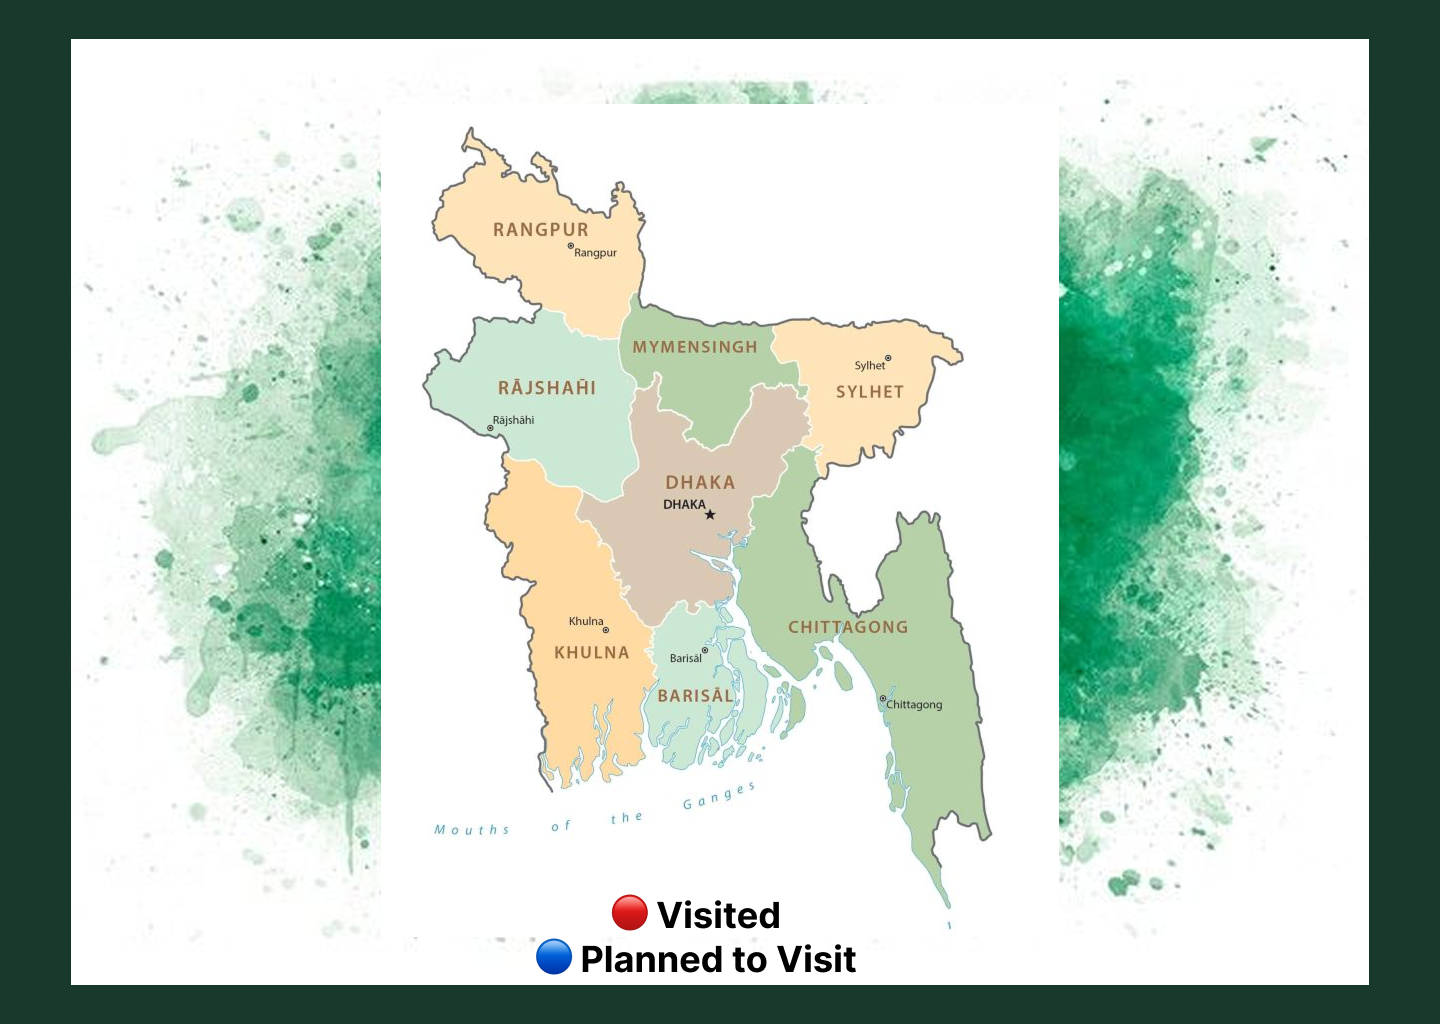 RANGPUR
Rangpur
MYMENSINGH
Sylhet
SYLHET
RĀJSHAȞI
Rājshāhi
DHAKA
DHAKA
Khulna
KHULNA
CHITTAGONG
Barisāl
BARISĀL
Chittagong
Mouths of the Ganges
Visited
Planned to Visit